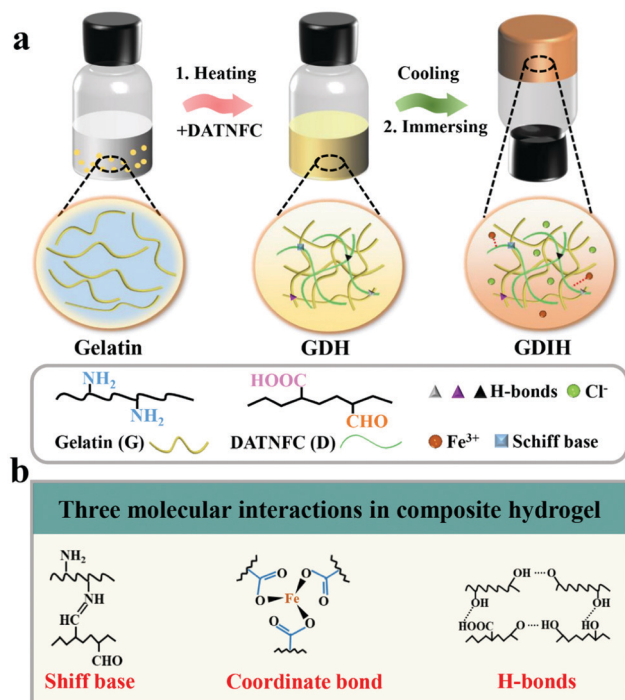 a
1. Heating
+DATNFC
Cooling
2. Immersing
Gelatin
GDH
GDIH
NH₂
NH₂
Gelatin (G)
HOOC
CHO
DATNFC (D)
H-bonds
Cl⁻
Fe³⁺
Schiff base
b
Three molecular interactions in composite hydrogel
NH₂
NH
CH
CHO
Shiff base
O
O
O
Fe
O
O
O
Coordinate bond
OH
O
OH
OH
HOOC
O
HO
HO
H-bonds